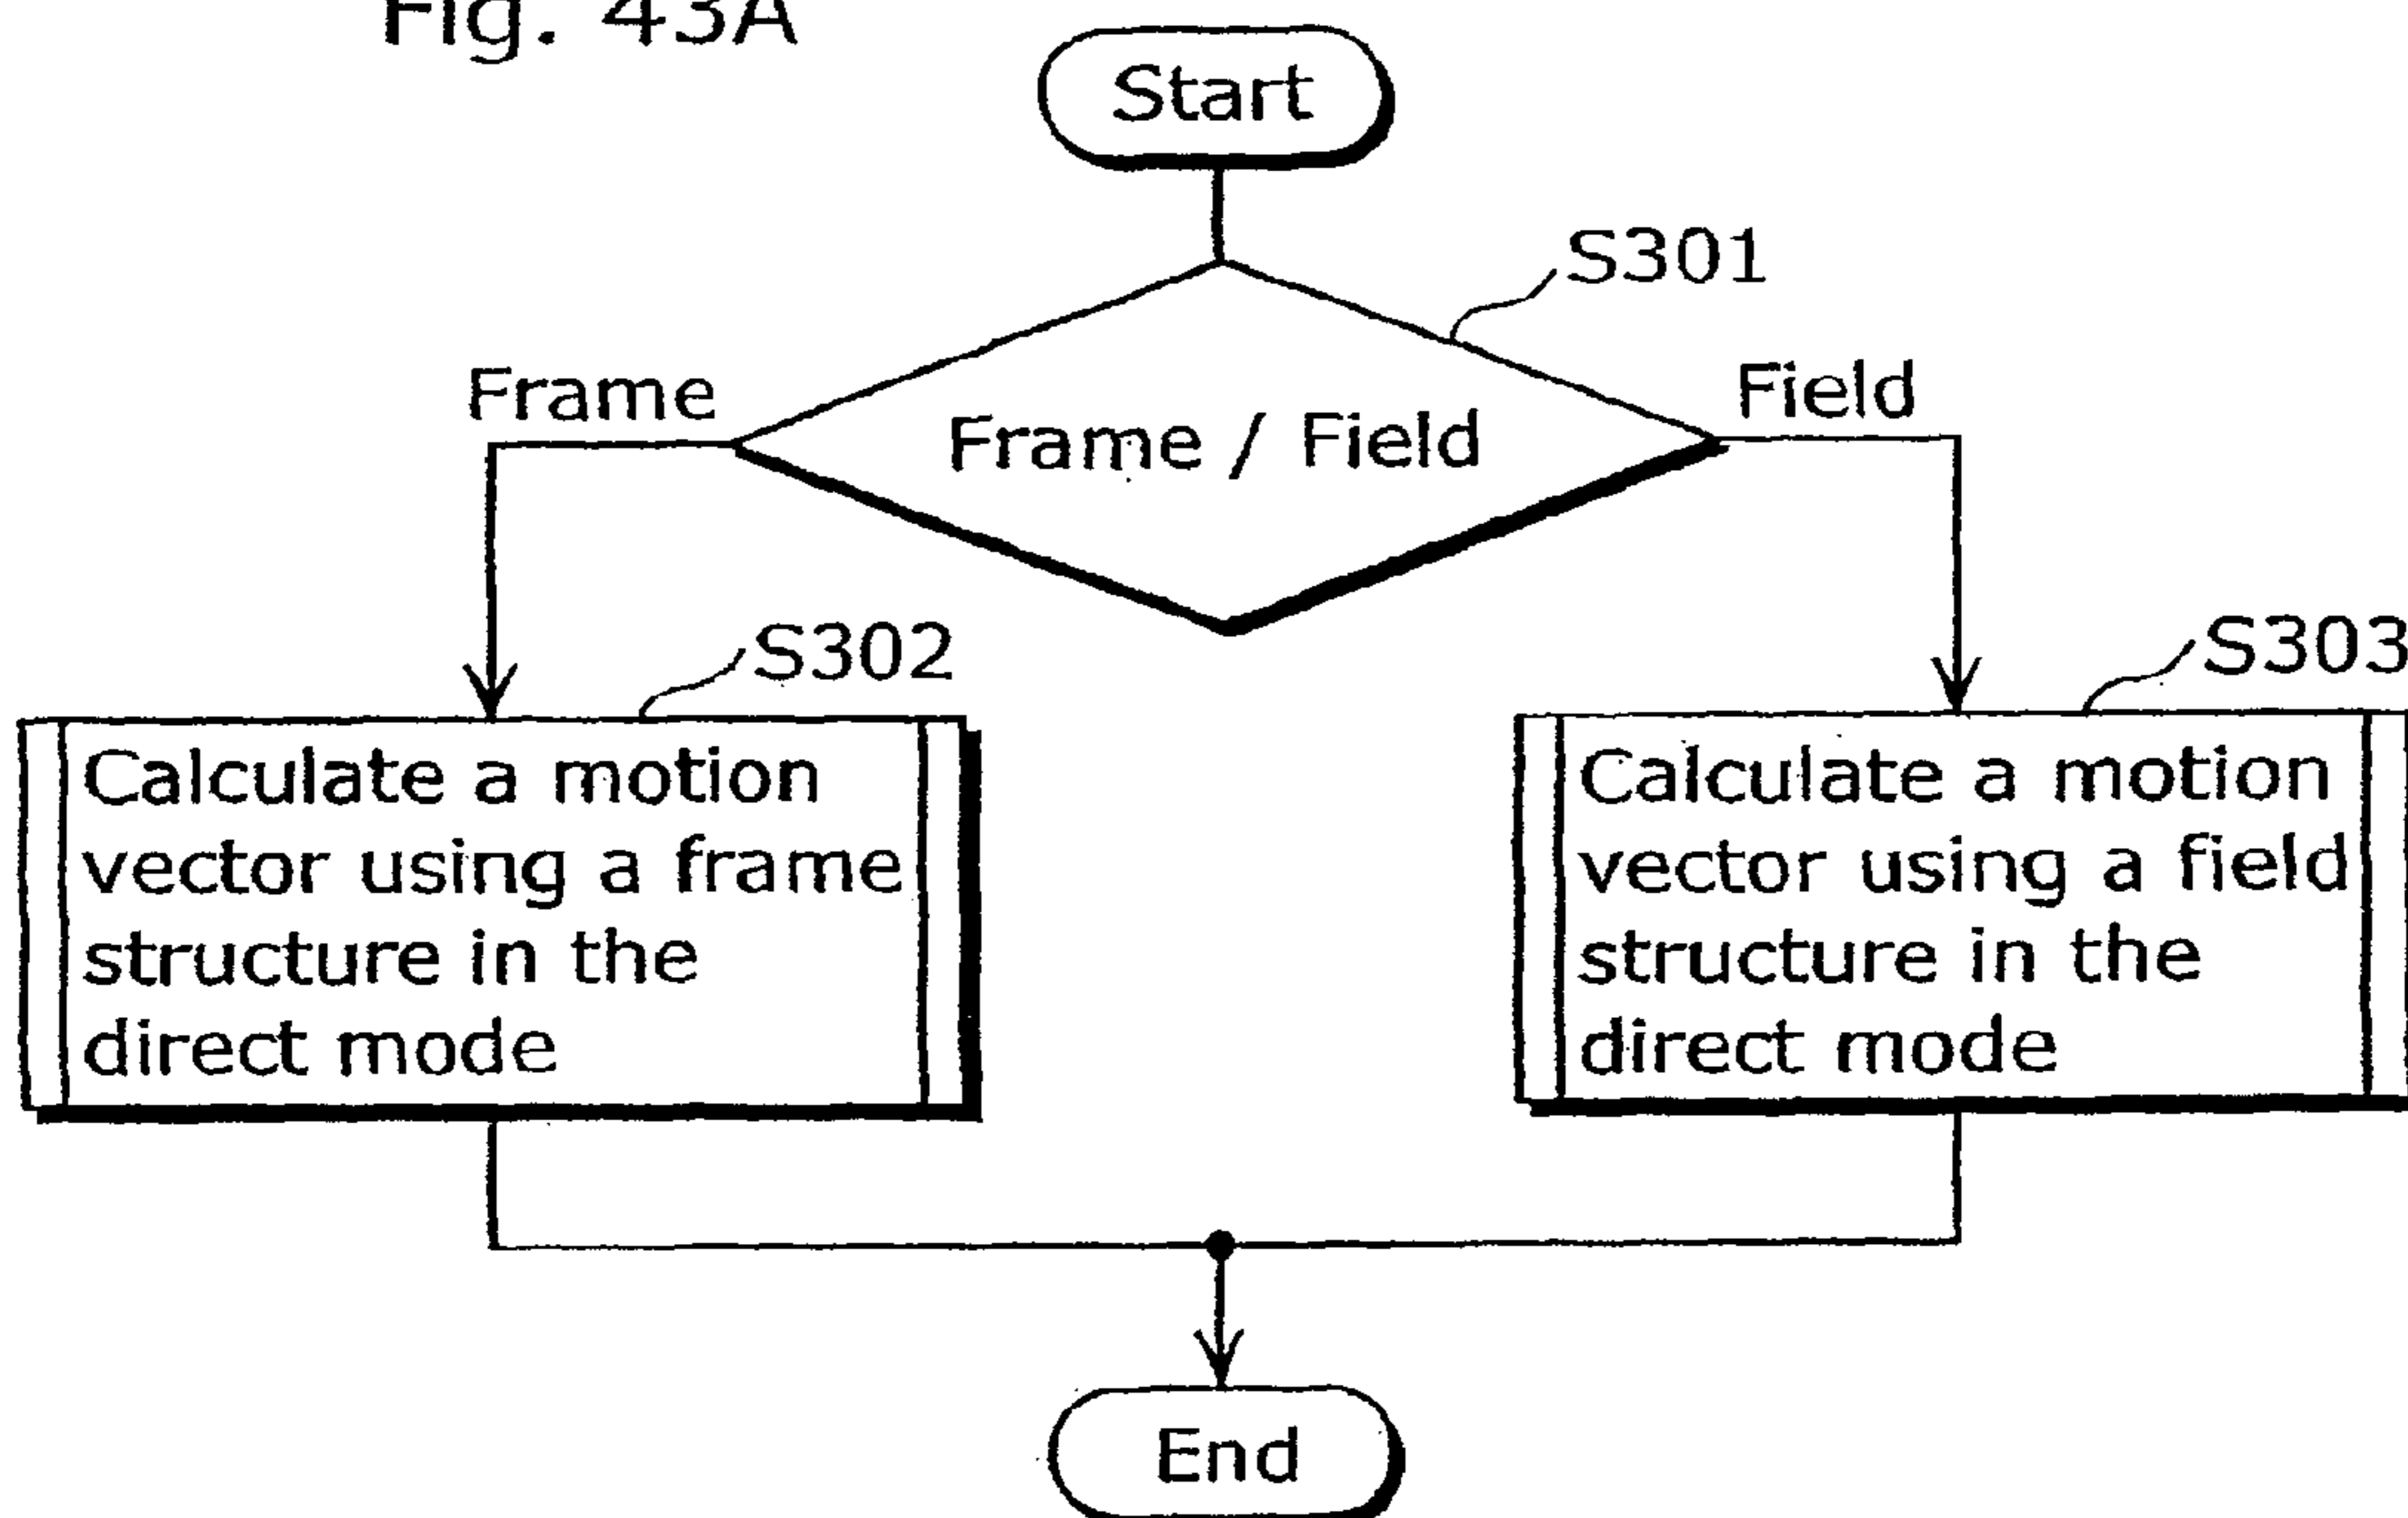 Fig. 43A
Start
S301
Frame
Frame / Field
Field
S302
S303
Calculate a motion
vector using a frame
structure in the
direct mode
Calculate a motion
vector using a field
structure in the
direct mode
End